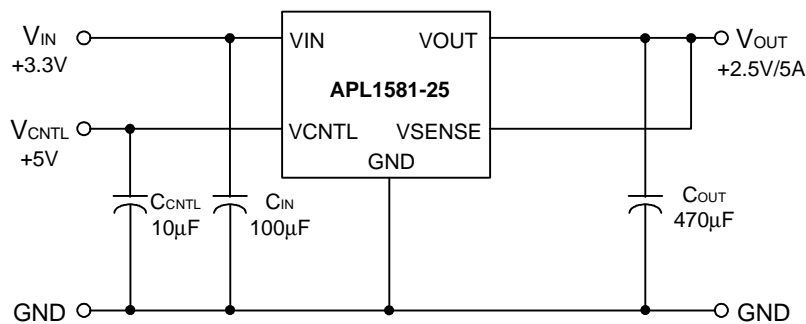 VIN
+3.3V
VIN
VOUT
VOUT
+2.5V/5A
APL1581-25
VCNTL
+5V
VCNTL
VSENSE
GND
CCNTL
10μF
CIN
100μF
COUT
470μF
GND
GND